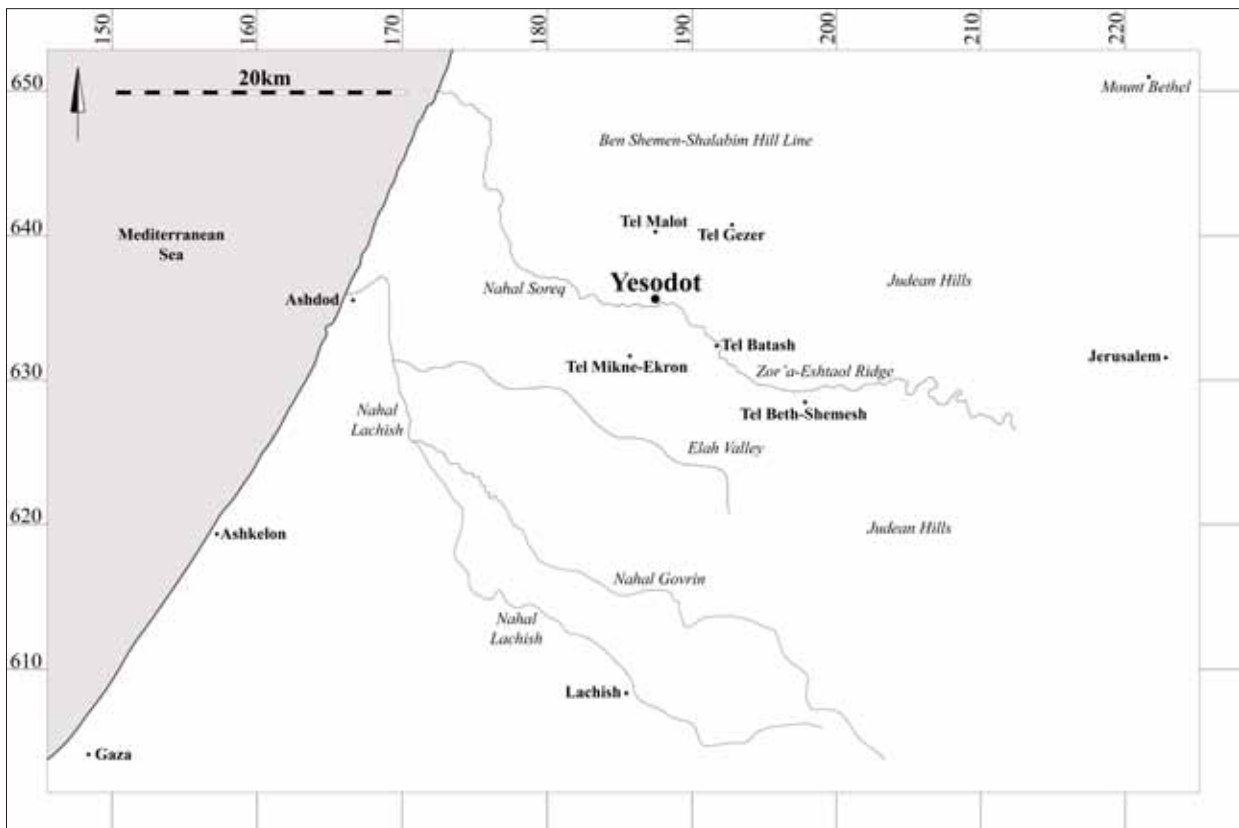 150
160
170
180
190
200
210
220
650
640
630
620
610
20km
Mount Bethel
Ben Shemen-Shalabim Hill Line
Tel Malot
Tel Gezer
Mediterranean
Sea
Yesodot
Judean Hills
Nahal Soreq
Ashdod
Tel Batash
Jerusalem
Tel Mikne-Ekron
Zor'a-Eshtaol Ridge
Nahal
Lachish
Tel Beth-Shemesh
Elah Valley
Ashkelon
Judean Hills
Nahal Govrin
Nahal
Lachish
Lachish
Gaza